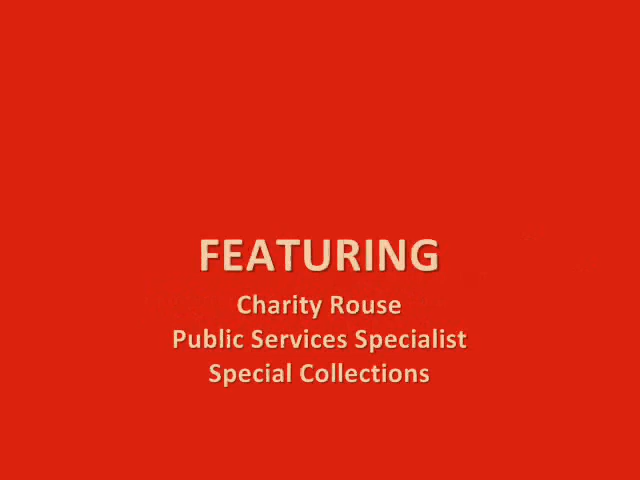 FEATURING
Charity Rouse
Public Services Specialist
Special Collections